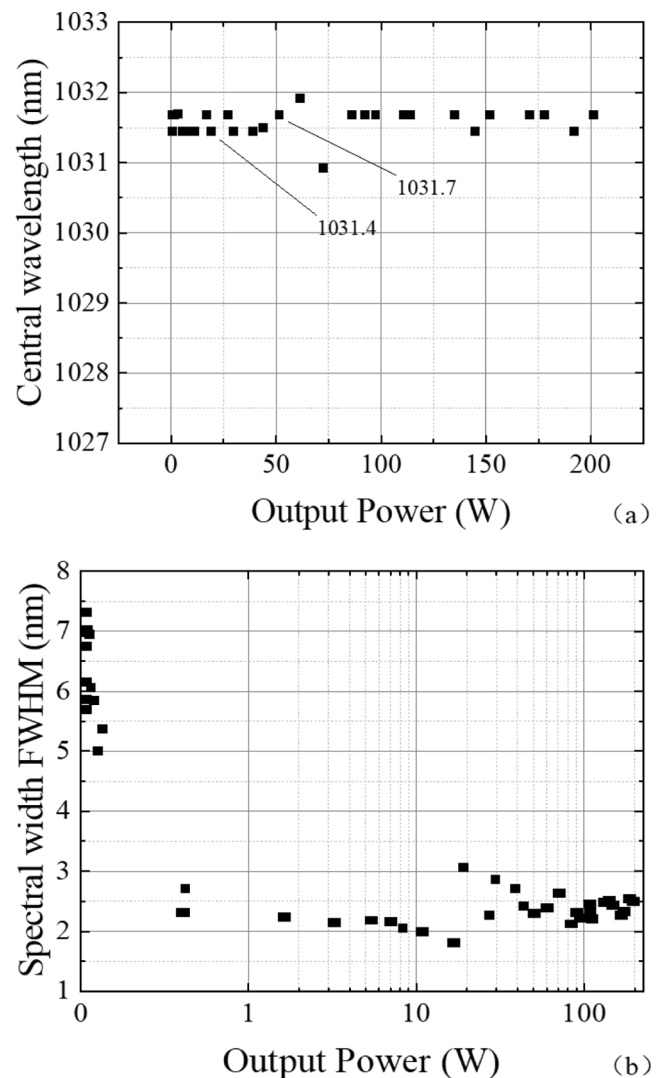 1033
1032
1031
1030
1029
1028
1027
Central wavelength (nm)
1031.7
1031.4
0 50 100 150 200
Output Power (W)
(a)
8
7
6
5
4
3
2
1
Spectral width FWHM (nm)
0 1 10 100
Output Power (W)
(b)